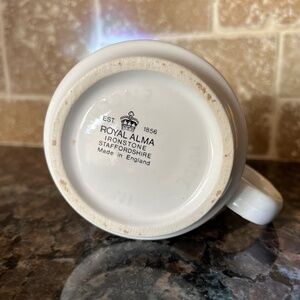 EST. 1856
ROYAL ALMA
IRONSTONE
STAFFORDSHIRE
Made in England